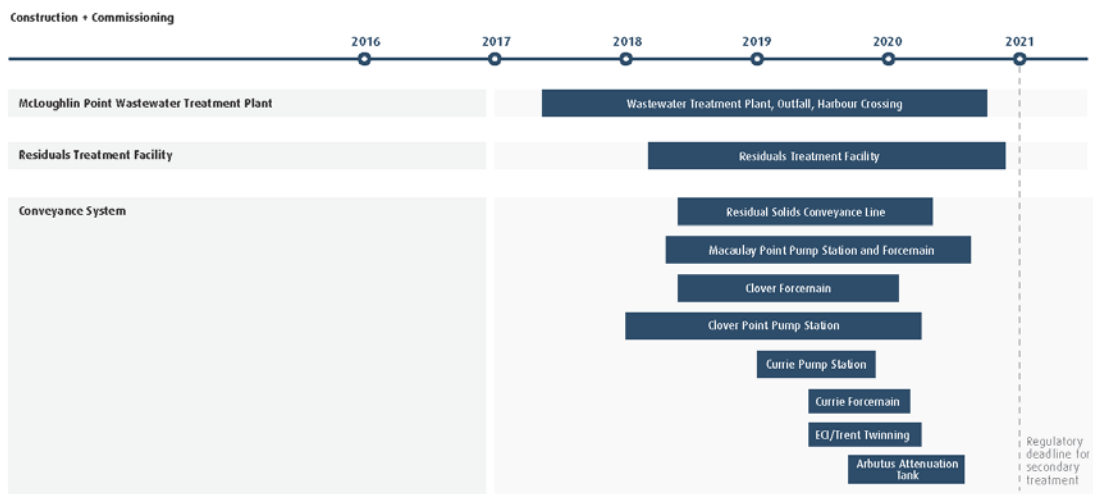 Construction + Commissioning
2016 2017 2018 2019 2020 2021
McLoughlin Point Wastewater Treatment Plant
Wastewater Treatment Plant, Outfall, Harbour Crossing
Residuals Treatment Facility
Residuals Treatment Facility
Conveyance System
Residual Solids Conveyance Line
Macaulay Point Pump Station and Forcemain
Clover Forcemain
Clover Point Pump Station
Currie Pump Station
Currie Forcemain
ECI/Trent Twinning
Arbutus Attenuation
Tank
Regulatory
deadline for
secondary
treatment